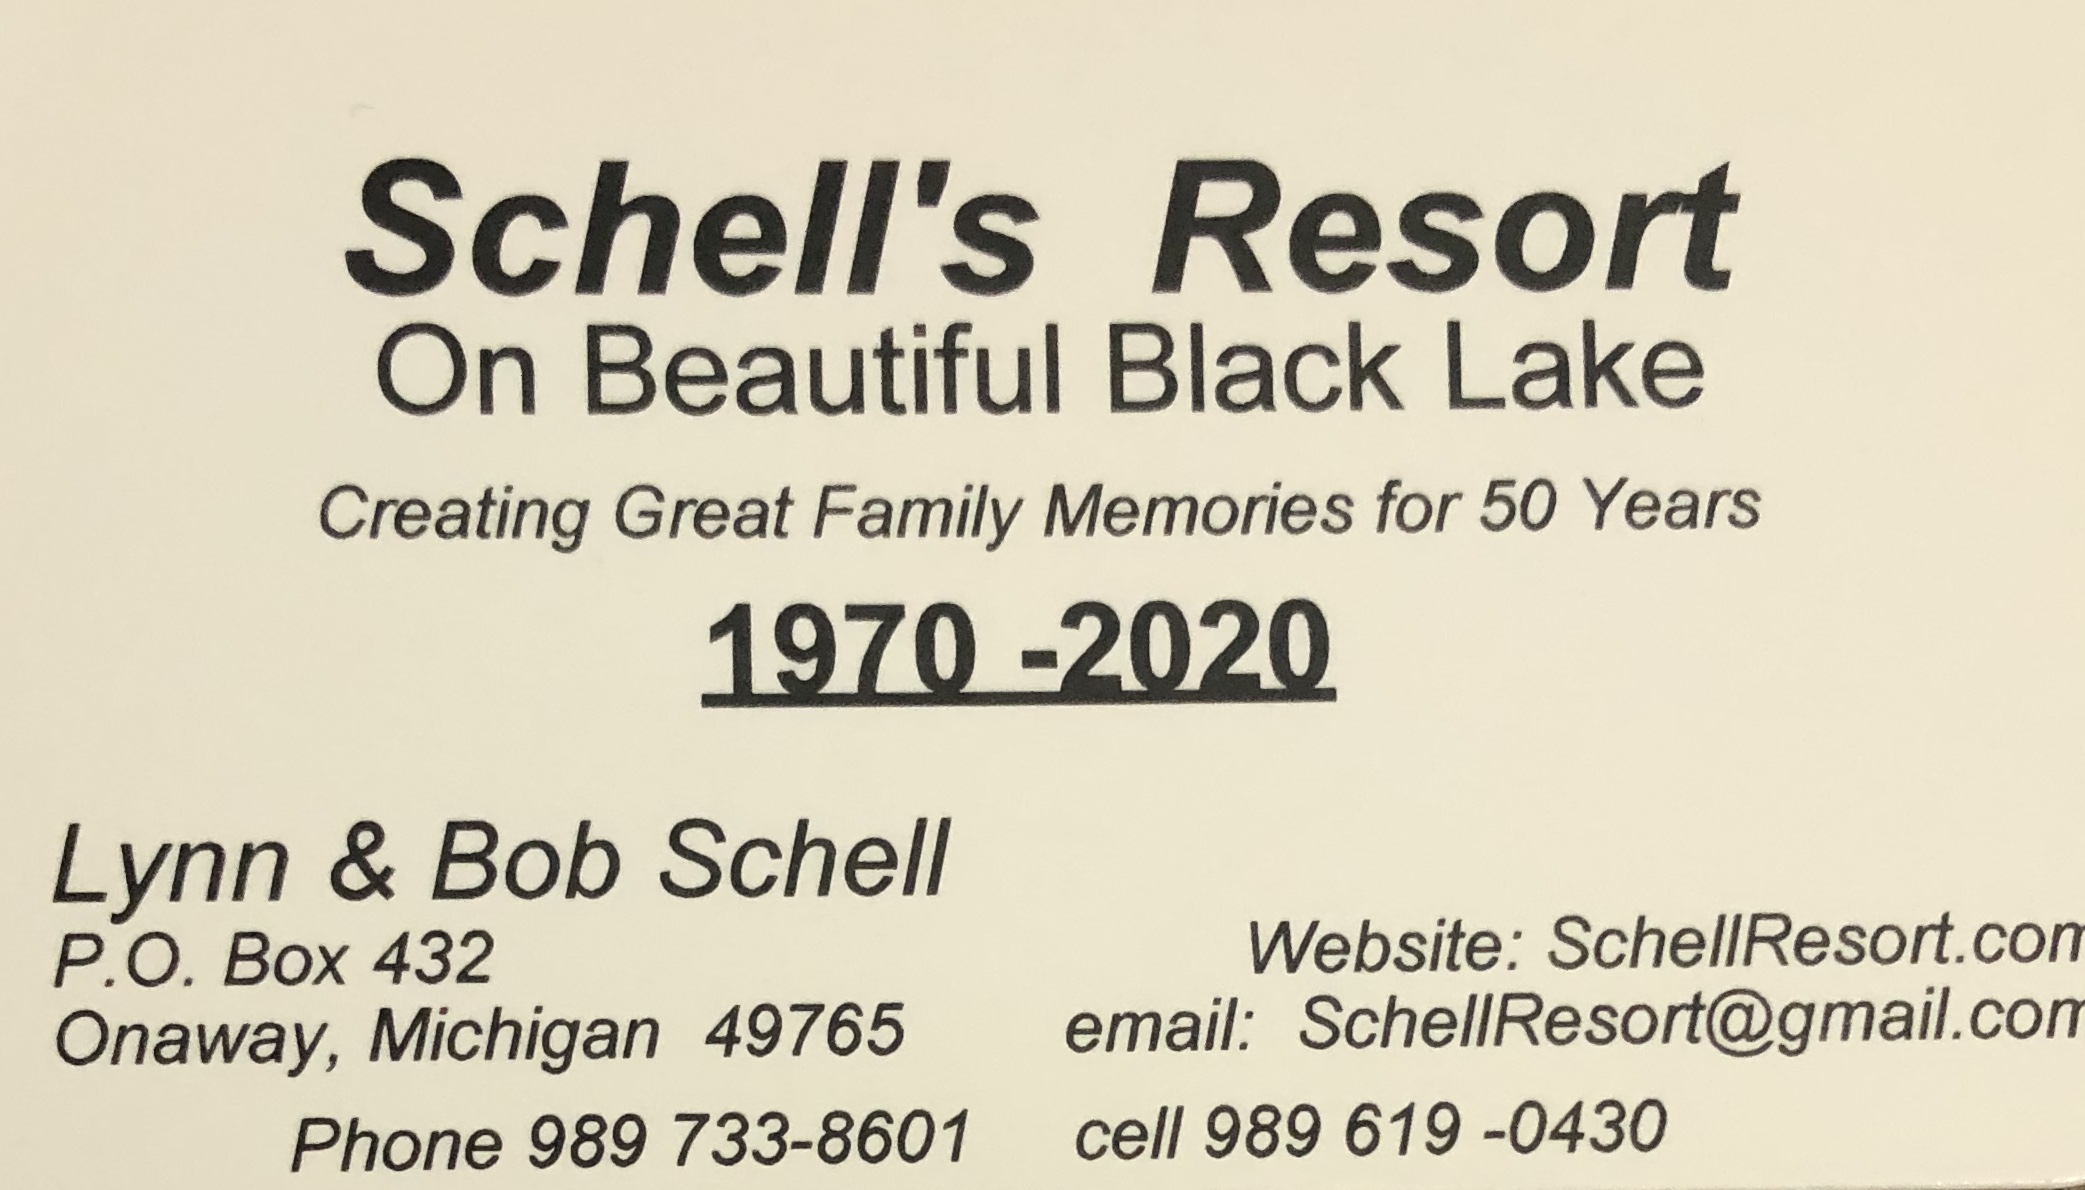 Schell's Resort
On Beautiful Black Lake
Creating Great Family Memories for 50 Years
1970 -2020
Lynn & Bob Schell
P.O. Box 432
Website: SchellResort.com
Onaway, Michigan 49765
email: SchellResort@gmail.com
Phone 989 733-8601
cell 989 619 -0430